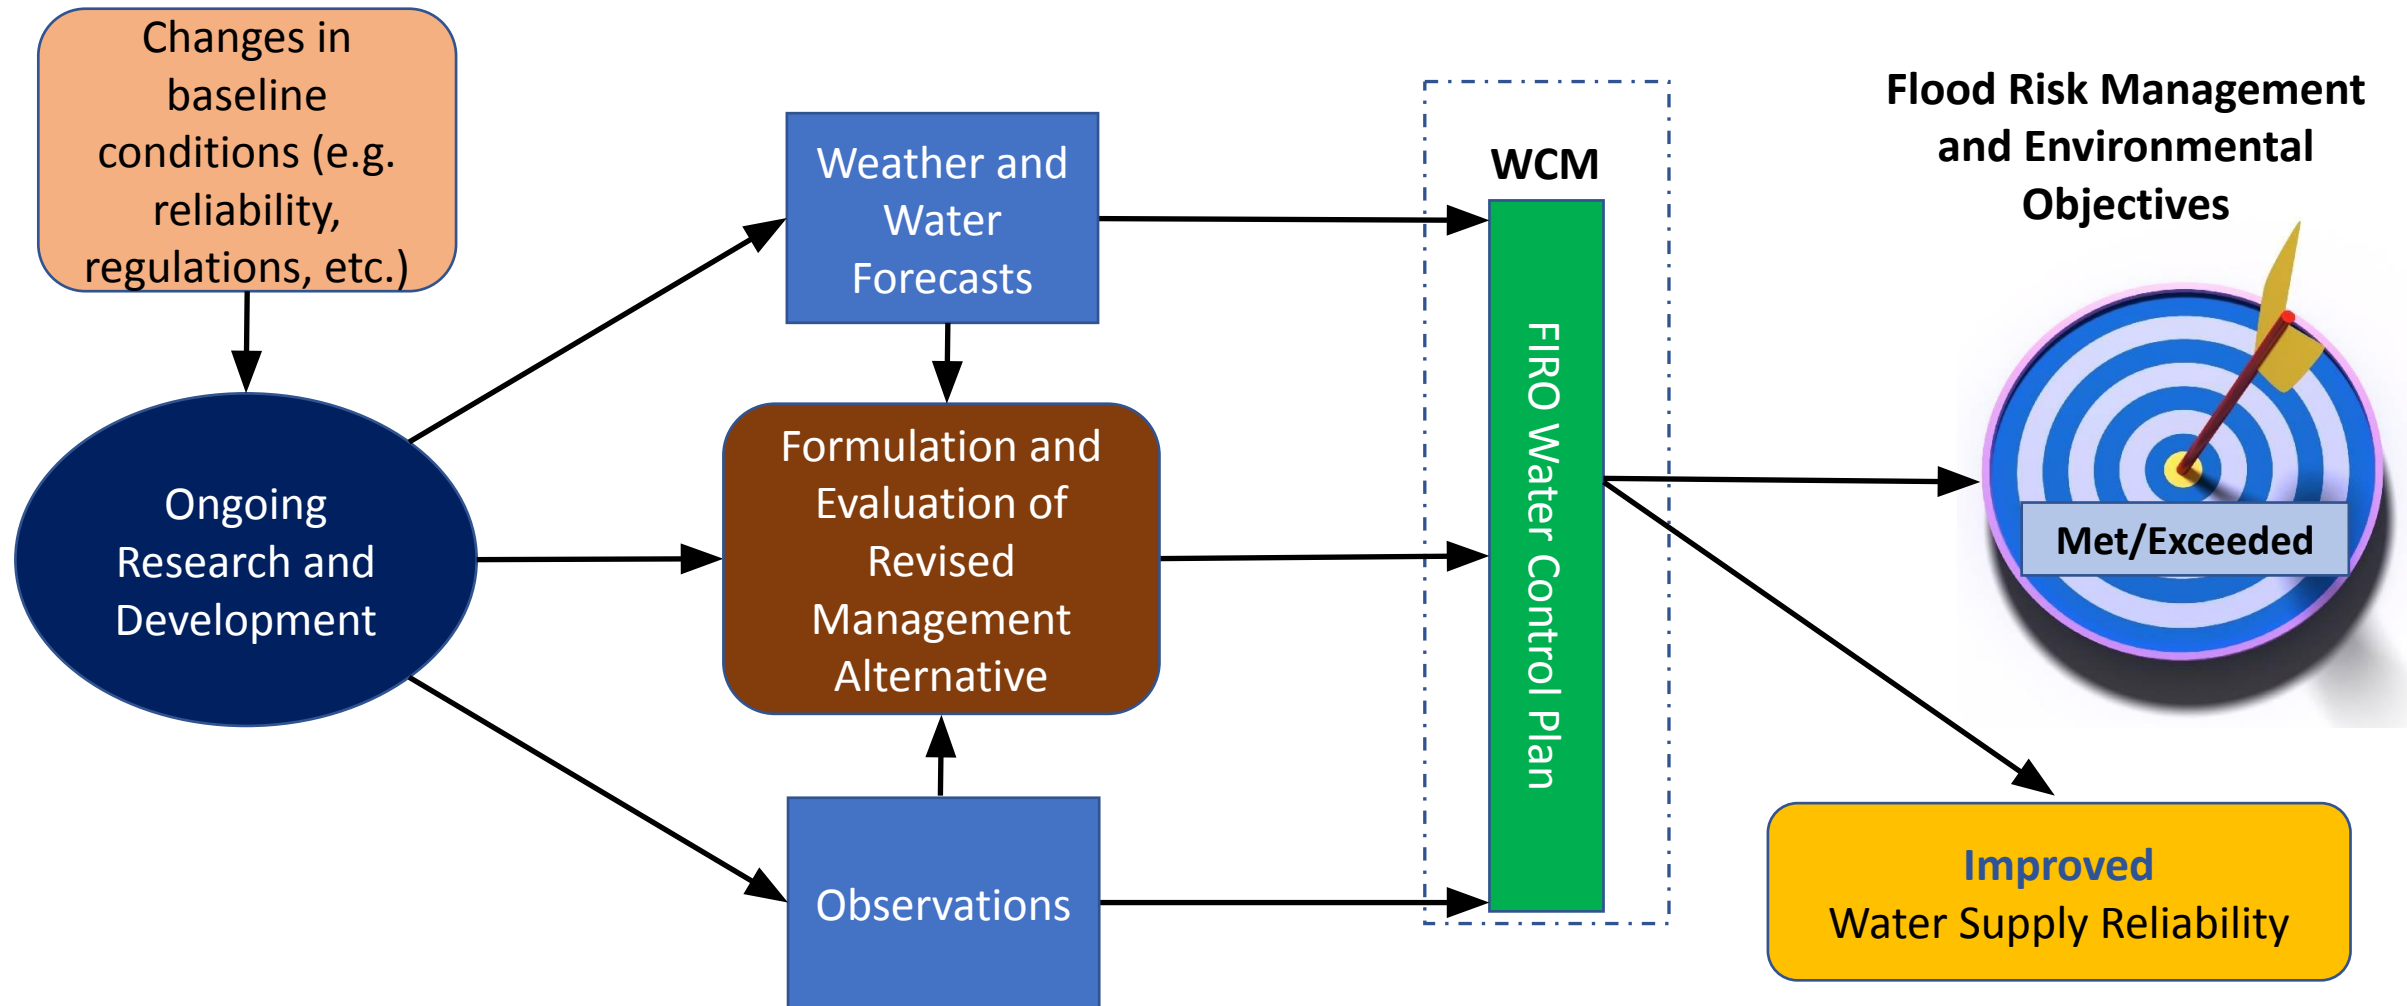 Changes in
baseline
conditions (e.g.
reliability,
regulations, etc.)
Ongoing
Research and
Development
Weather and
Water
Forecasts
Formulation and
Evaluation of
Revised
Management
Alternative
Observations
WCM
FIRO Water Control Plan
Flood Risk Management
and Environmental
Objectives
Met/Exceeded
Improved
Water Supply Reliability